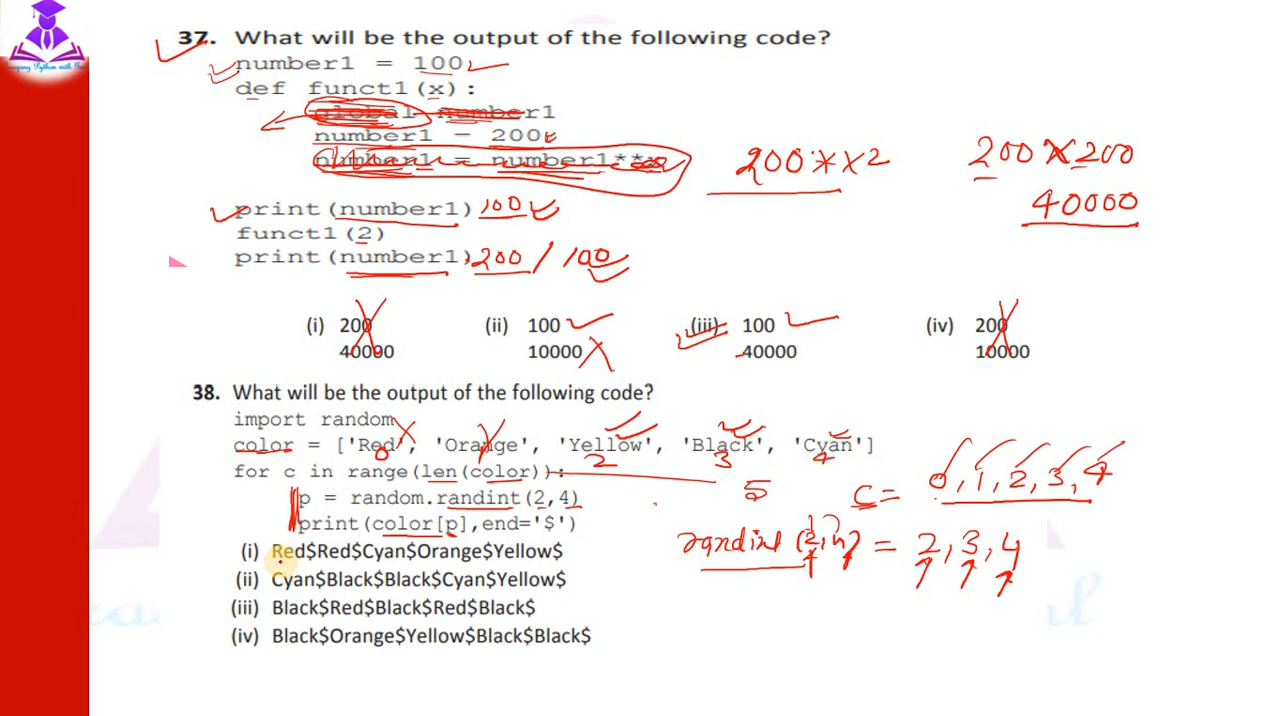 37. What will be the output of the following code?
number1 = 100
def funct1(x):
global number1
number1 = 200
number1 = number1**x
200**2
200 X 200
40000
print(number1) 100
funct1(2)
print(number1) 200 / 100
(i) 200 (ii) 100 (iii) 100 (iv) 200
40000 10000 40000 10000
38. What will be the output of the following code?
import random
color = ['Red', 'Orange', 'Yellow', 'Black', 'Cyan']
0 2 3 4
for c in range(len(color)):
5 c = 0, 1, 2, 3, 4
p = random.randint(2,4)
print(color[p],end='$')
randint (2,4) = 2, 3, 4
(i) Red$Red$Cyan$Orange$Yellow$
(ii) Cyan$Black$Black$Cyan$Yellow$
(iii) Black$Red$Black$Red$Black$
(iv) Black$Orange$Yellow$Black$Black$